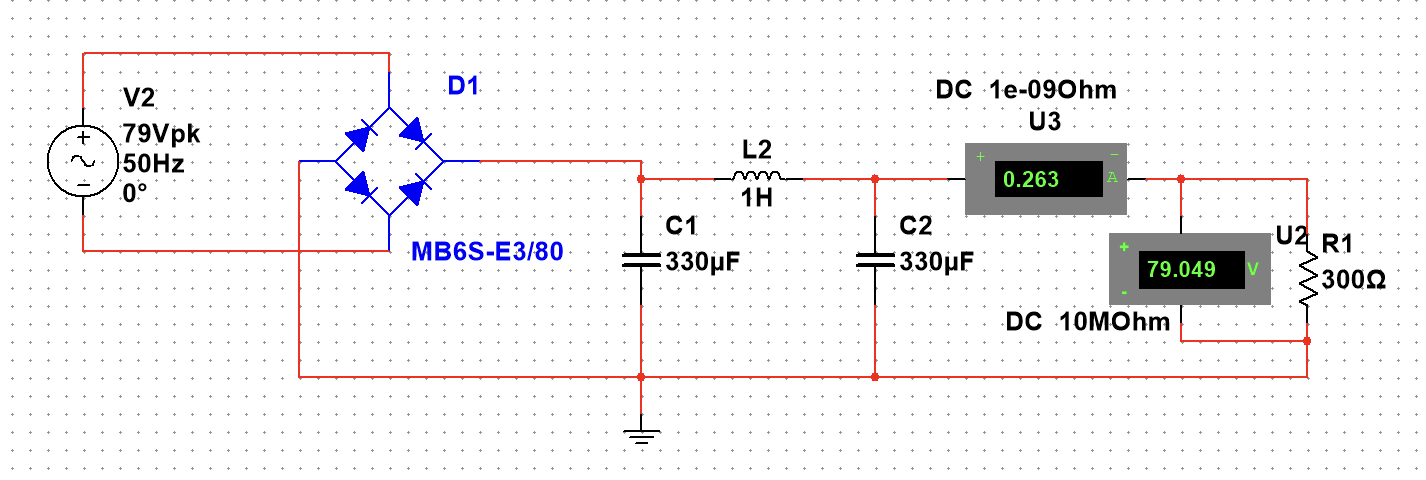 V2
79Vpk
50Hz
0°
+
−
D1
MB6S-E3/80
L2
1H
C1
330µF
C2
330µF
DC 1e-09Ohm
U3
+
−
0.263
A
U2
+
79.049
V
-
DC 10MOhm
R1
300Ω